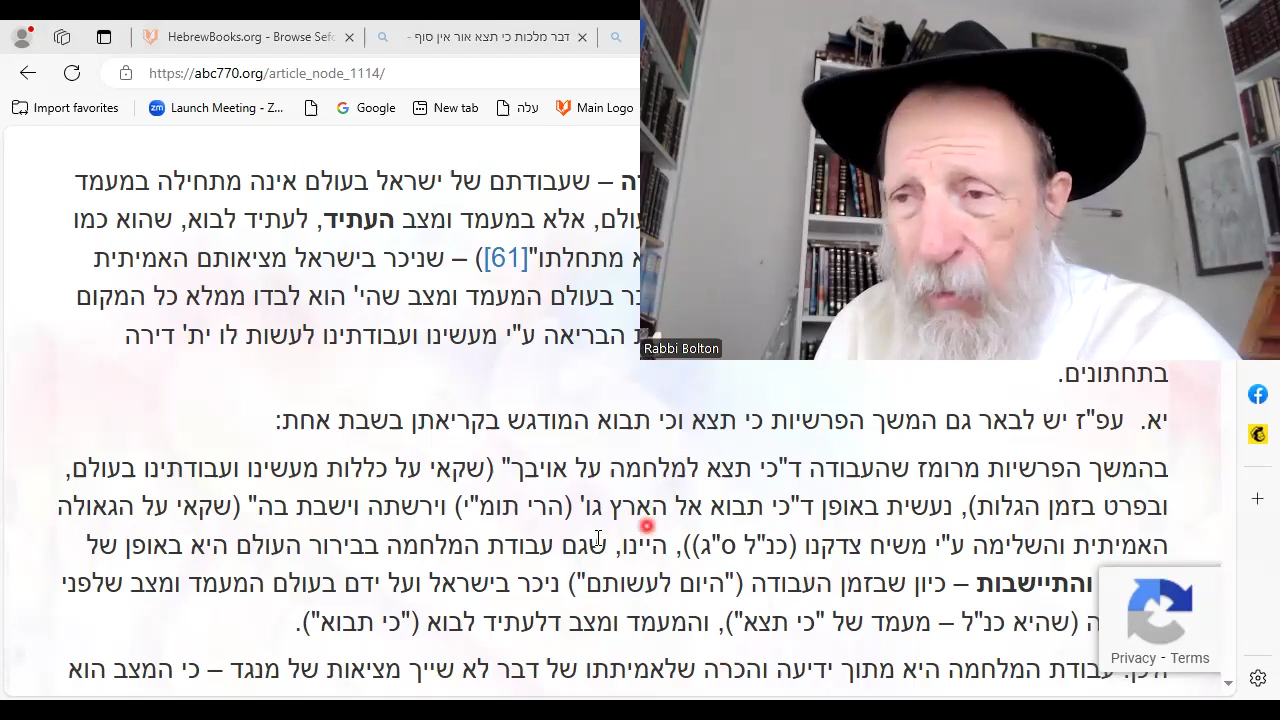 HebrewBooks.org - Browse Sefo
דבר מלכות כי תצא אור אין סוף -
https://abc770.org/article_node_1114/
Import favorites Launch Meeting - Z... Google New tab עלה Main Logo
– שעבודתם של ישראל בעולם אינה מתחילה במעמד
אלא במעמד ומצב העתיד, לעתיד לבוא, שהוא כמו
מתחלתו"[61]) – שניכר בישראל מציאותם האמיתית
בעולם המעמד ומצב שהי' הוא לבדו ממלא כל המקום
הבריאה ע"י מעשינו ועבודתינו לעשות לו ית' דירה
בתחתונים.
יא. עפ"ז יש לבאר גם המשך הפרשיות כי תצא וכי תבוא המודגש בקריאתן בשבת אחת:
בהמשך הפרשיות מרומז שהעבודה ד"כי תצא למלחמה על אויבך" (שקאי על כללות מעשינו ועבודתינו בעולם,
ובפרט בזמן הגלות), נעשית באופן ד"כי תבוא אל הארץ גו' (הרי תומ"י) וירשתה וישבת בה" (שקאי על הגאולה
האמיתית והשלימה ע"י משיח צדקנו (כנ"ל ס"ג)), היינו, שגם עבודת המלחמה בבירור העולם היא באופן של
והתיישבות – כיון שבזמן העבודה ("היום לעשותם") ניכר בישראל ועל ידם בעולם המעמד ומצב שלפני
(שהיא כנ"ל – מעמד של "כי תצא"), והמעמד ומצב דלעתיד לבוא ("כי תבוא").
עבודת המלחמה היא מתוך ידיעה והכרה שלאמיתתו של דבר לא שייך מציאות של מנגד – כי המצב הוא
Rabbi Bolton
Privacy - Terms